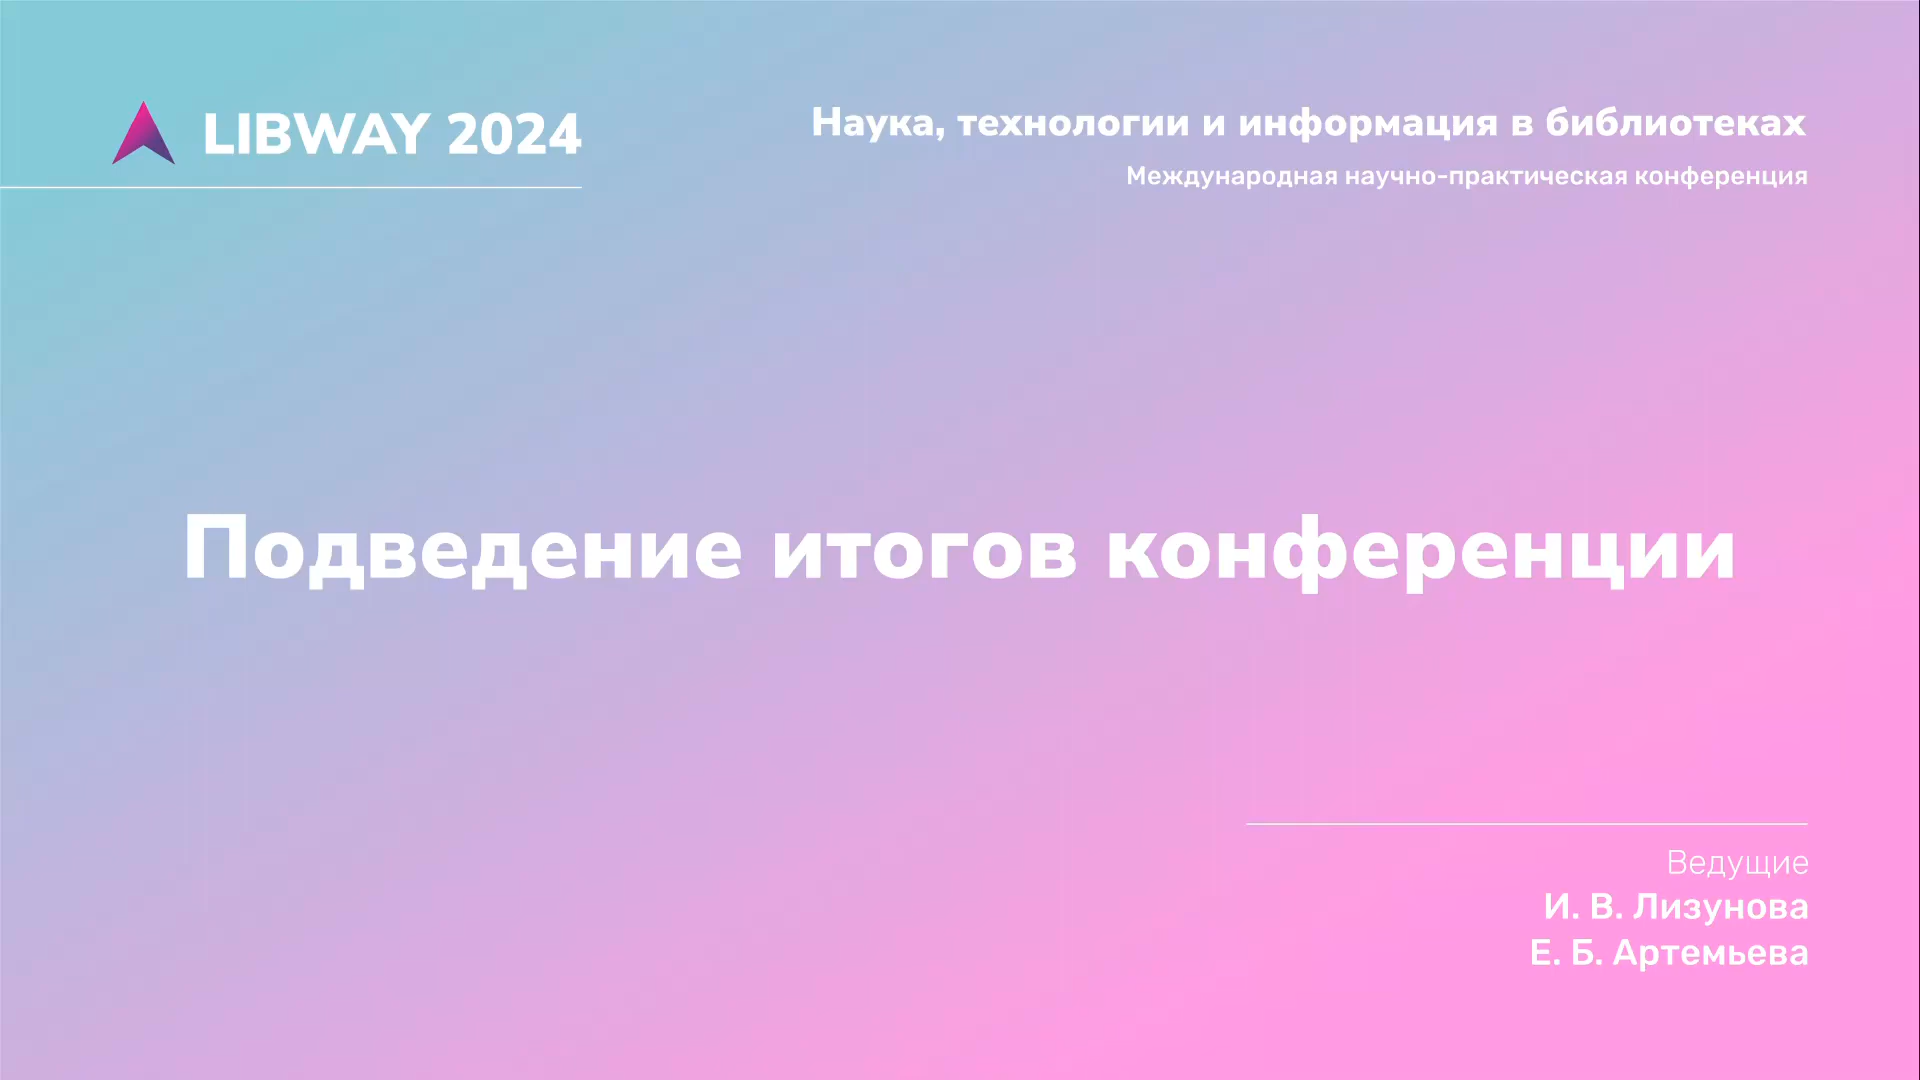 LIBWAY 2024
Наука, технологии и информация в библиотеках
Международная научно-практическая конференция
Подведение итогов конференции
Ведущие
И. В. Лизунова
Е. Б. Артемьева